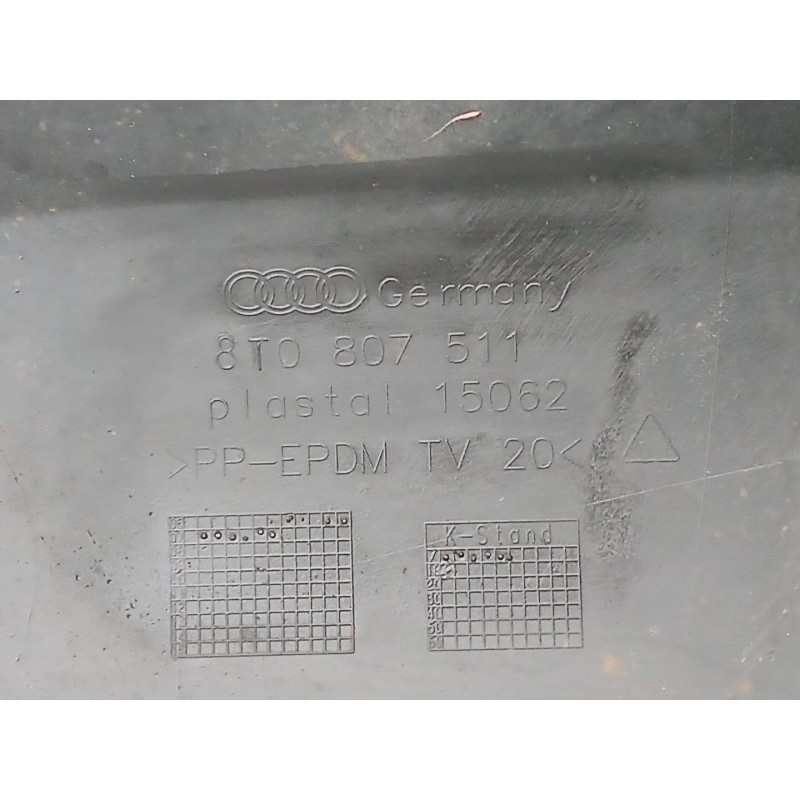 Germany
8T0 807 511
plastal 15062
>PP-EPDM TV 20<
K-Stand